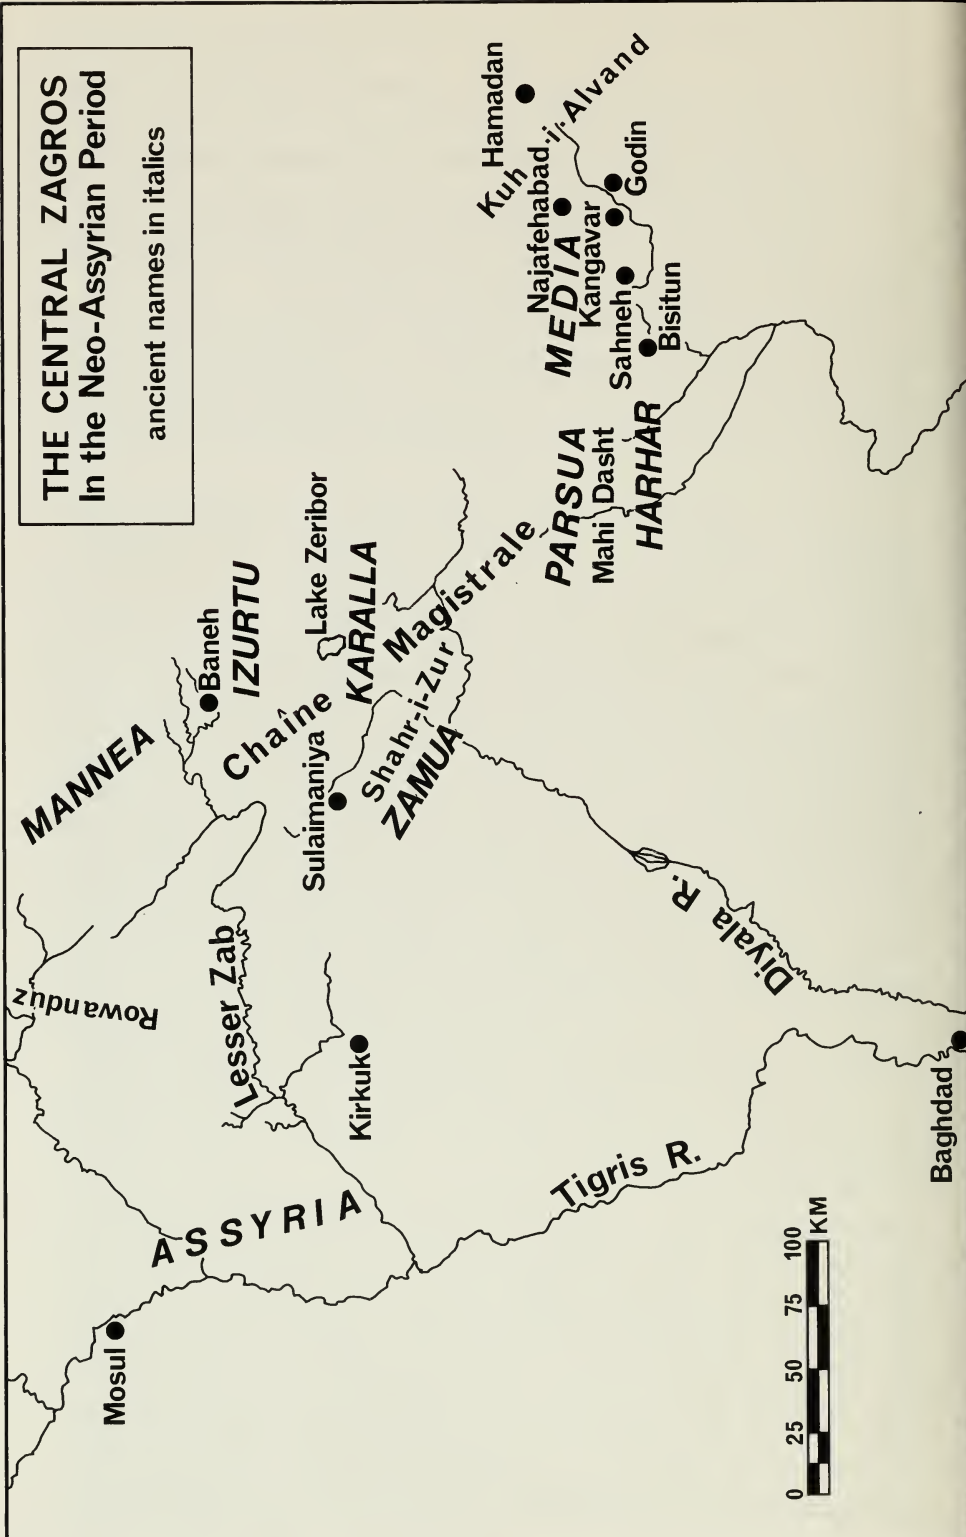 THE CENTRAL ZAGROS
In the Neo-Assyrian Period
ancient names in italics
MANNEA
Rowanduz
Baneh
IZURTU
Lesser Zab
Chaîne Magistrale
Lake Zeribor
KARALLA
Sulaimaniya
Shahr-i-Zur
ZAMUA
Kirkuk
Mosul
ASSYRIA
Hamadan
Kuh-i-Alvand
Najafehabad
Godin
Kangavar
MEDIA
Sahneh
Bisitun
PARSUA
Mahi Dasht
HARHAR
Diyala R.
Tigris R.
Baghdad
0 25 50 75 100
KM